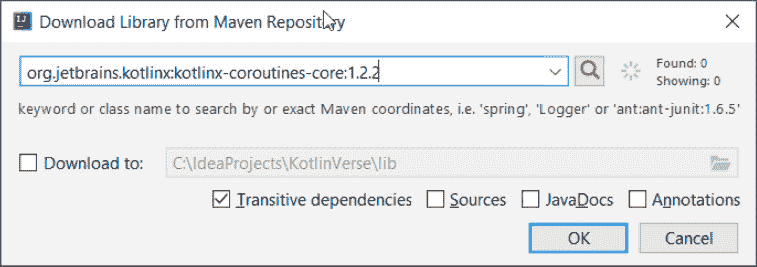 Download Library from Maven Repository
org.jetbrains.kotlinx:kotlinx-coroutines-core:1.2.2
Found: 0
Showing: 0
keyword or class name to search by or exact Maven coordinates, i.e. 'spring', 'Logger' or 'ant:ant-junit:1.6.5'
Download to: C:\IdeaProjects\KotlinVerse\lib
Transitive dependencies Sources JavaDocs Annotations
OK Cancel